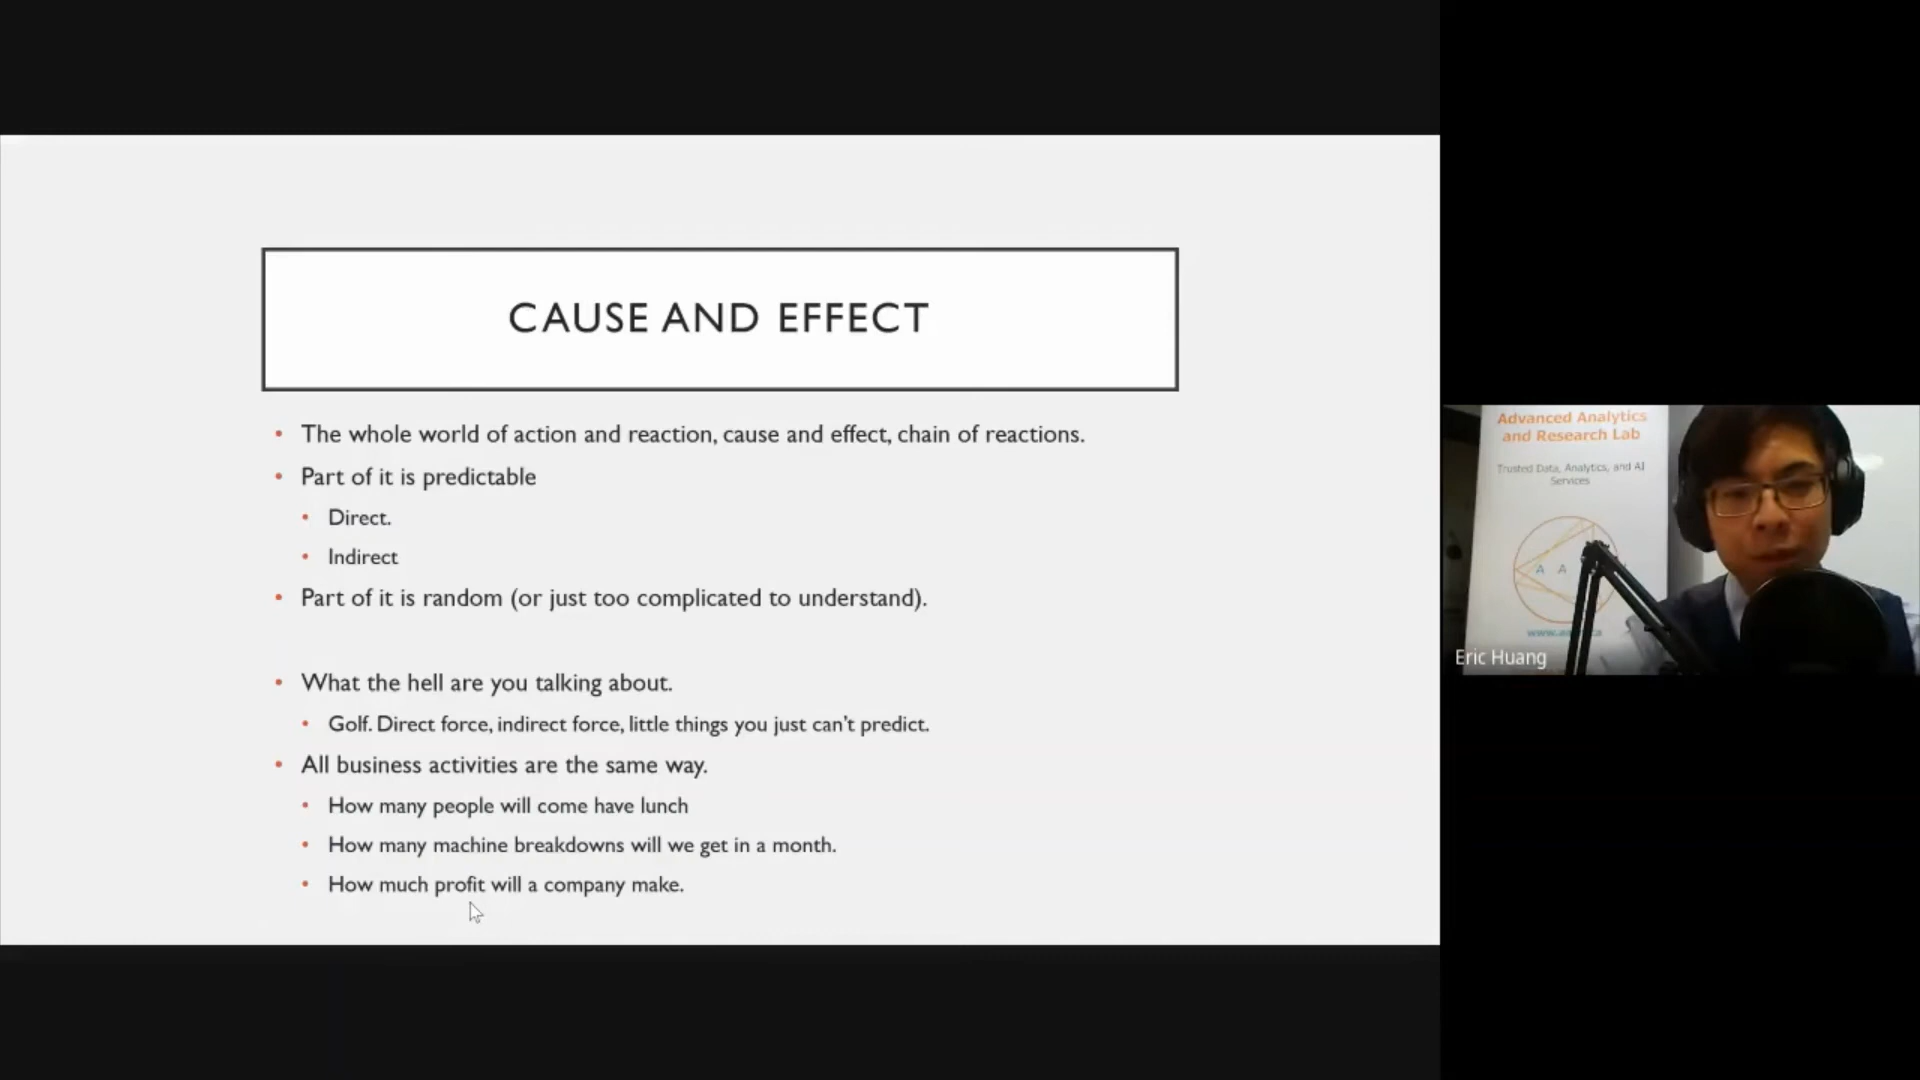 CAUSE AND EFFECT
• The whole world of action and reaction, cause and effect, chain of reactions.
• Part of it is predictable
• Direct.
• Indirect
• Part of it is random (or just too complicated to understand).
• What the hell are you talking about.
• Golf. Direct force, indirect force, little things you just can't predict.
• All business activities are the same way.
• How many people will come have lunch
• How many machine breakdowns will we get in a month.
• How much profit will a company make.
Advanced Analytics
and Research Lab
Trusted Data, Analytics, and AI
Services
A A
Eric Huang